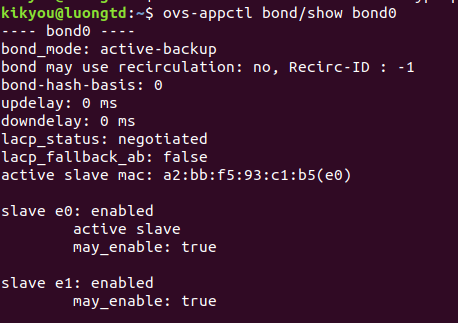 kikyou@luongtd:~$ ovs-appctl bond/show bond0
---- bond0 ----
bond_mode: active-backup
bond may use recirculation: no, Recirc-ID : -1
bond-hash-basis: 0
updelay: 0 ms
downdelay: 0 ms
lacp_status: negotiated
lacp_fallback_ab: false
active slave mac: a2:bb:f5:93:c1:b5(e0)

slave e0: enabled
        active slave
        may_enable: true

slave e1: enabled
        may_enable: true